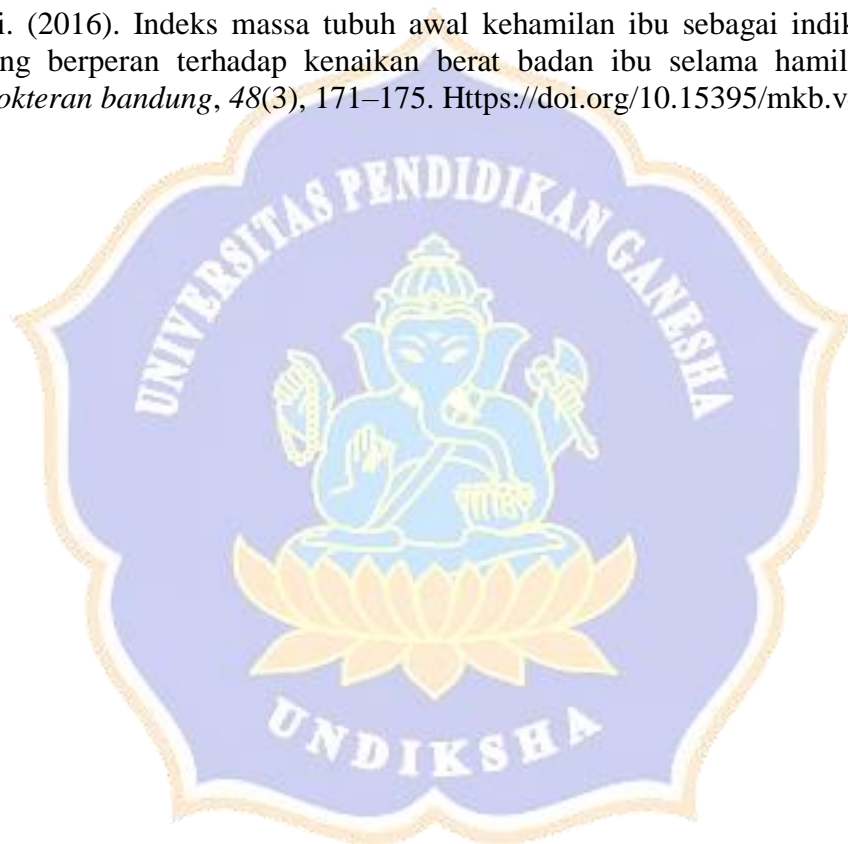 i. (2016). Indeks massa tubuh awal kehamilan ibu sebagai indik
ng berperan terhadap kenaikan berat badan ibu selama hamil
okteran bandung, 48(3), 171–175. Https://doi.org/10.15395/mkb.v
UNIVERSITAS PENDIDIKAN GANESHA
UNDIKSHA